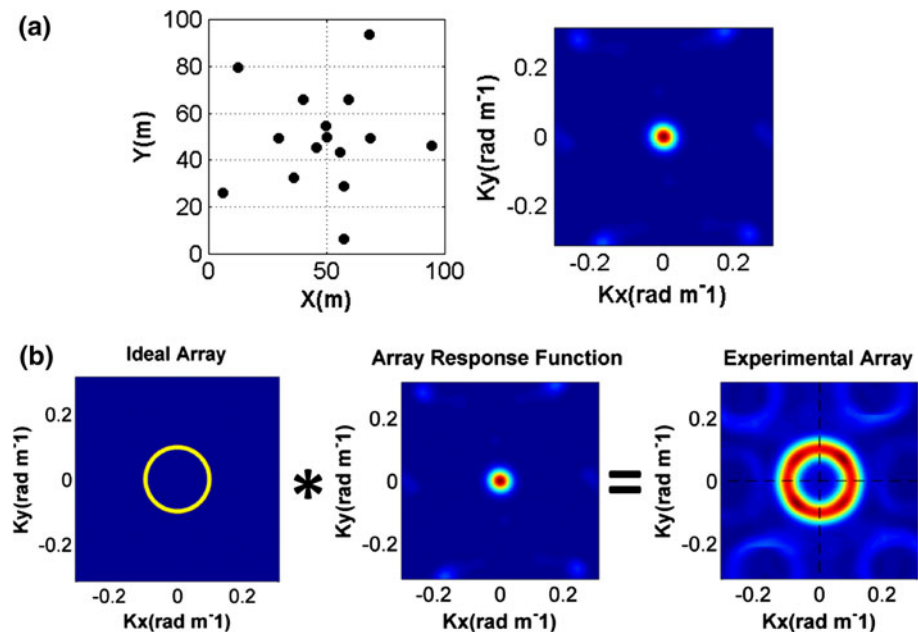 (a)
100
80
60
40
20
0
Y(m)
0 50 100
X(m)
0.2
0
-0.2
Ky(rad m⁻¹)
-0.2 0 0.2
Kx(rad m⁻¹)
(b)
Ideal Array
Array Response Function
Experimental Array
0.2
0
-0.2
Ky(rad m⁻¹)
-0.2 0 0.2
Kx(rad m⁻¹)
*
0.2
0
-0.2
Ky(rad m⁻¹)
-0.2 0 0.2
Kx(rad m⁻¹)
=
0.2
0
-0.2
Ky(rad m⁻¹)
-0.2 0 0.2
Kx(rad m⁻¹)